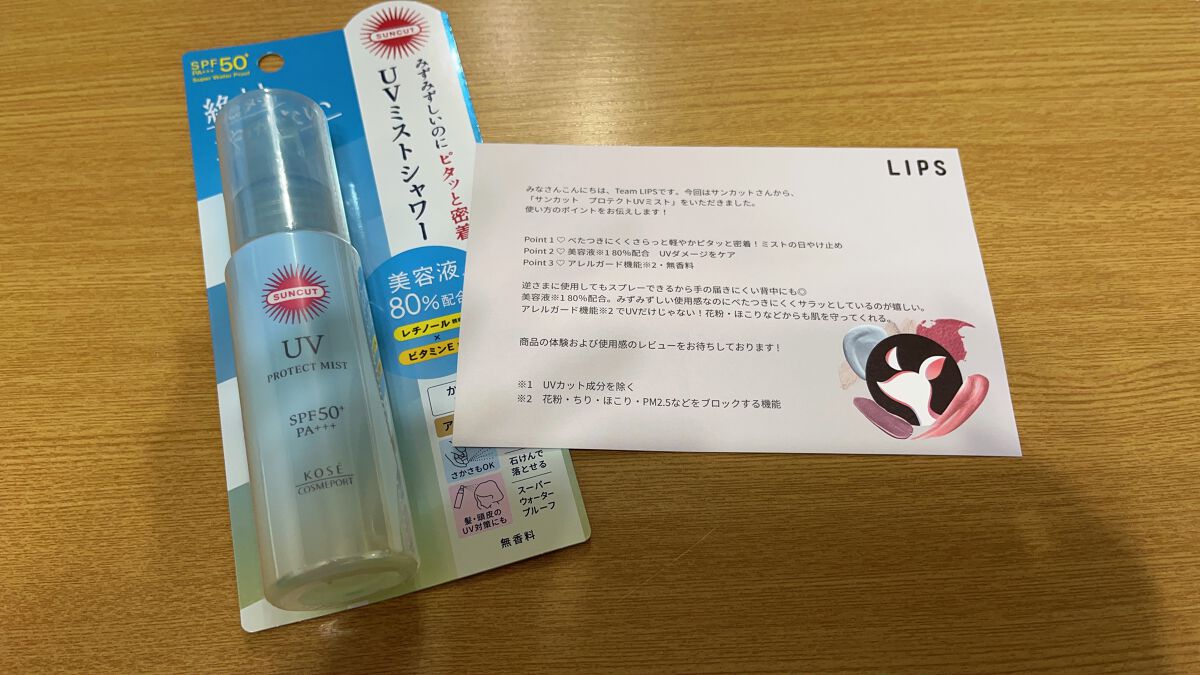 SPF50+
PA+++
Super Water Proof
SUNCUT
みずみずしいのにピタッと密着
UVミストシャワー
美容液
80%配合
レチノール
×
ビタミンE
さかさもOK
石けんで
落とせる
髪・頭皮の
UV対策にも
スーパー
ウォーター
プルーフ
無香料
SUNCUT
UV
PROTECT MIST
SPF50+
PA+++
KOSÉ
COSMEPORT
LIPS
みなさんこんにちは、Team LIPSです。今回はサンカットさんから、
「サンカット　プロテクトUVミスト」をいただきました。
使い方のポイントをお伝えします！
Point 1 ♡ べたつきにくくさらっと軽やかピタッと密着！ミストの日やけ止め
Point 2 ♡ 美容液※1 80%配合　UVダメージをケア
Point 3 ♡ アレルガード機能※2・無香料
逆さまに使用してもスプレーできるから手の届きにくい背中にも◎
美容液※1 80%配合。みずみずしい使用感なのにべたつきにくくサラッとしているのが嬉しい。
アレルガード機能※2 でUVだけじゃない！花粉・ほこりなどからも肌を守ってくれる。
商品の体験および使用感のレビューをお待ちしております！
※1　UVカット成分を除く
※2　花粉・ちり・ほこり・PM2.5などをブロックする機能